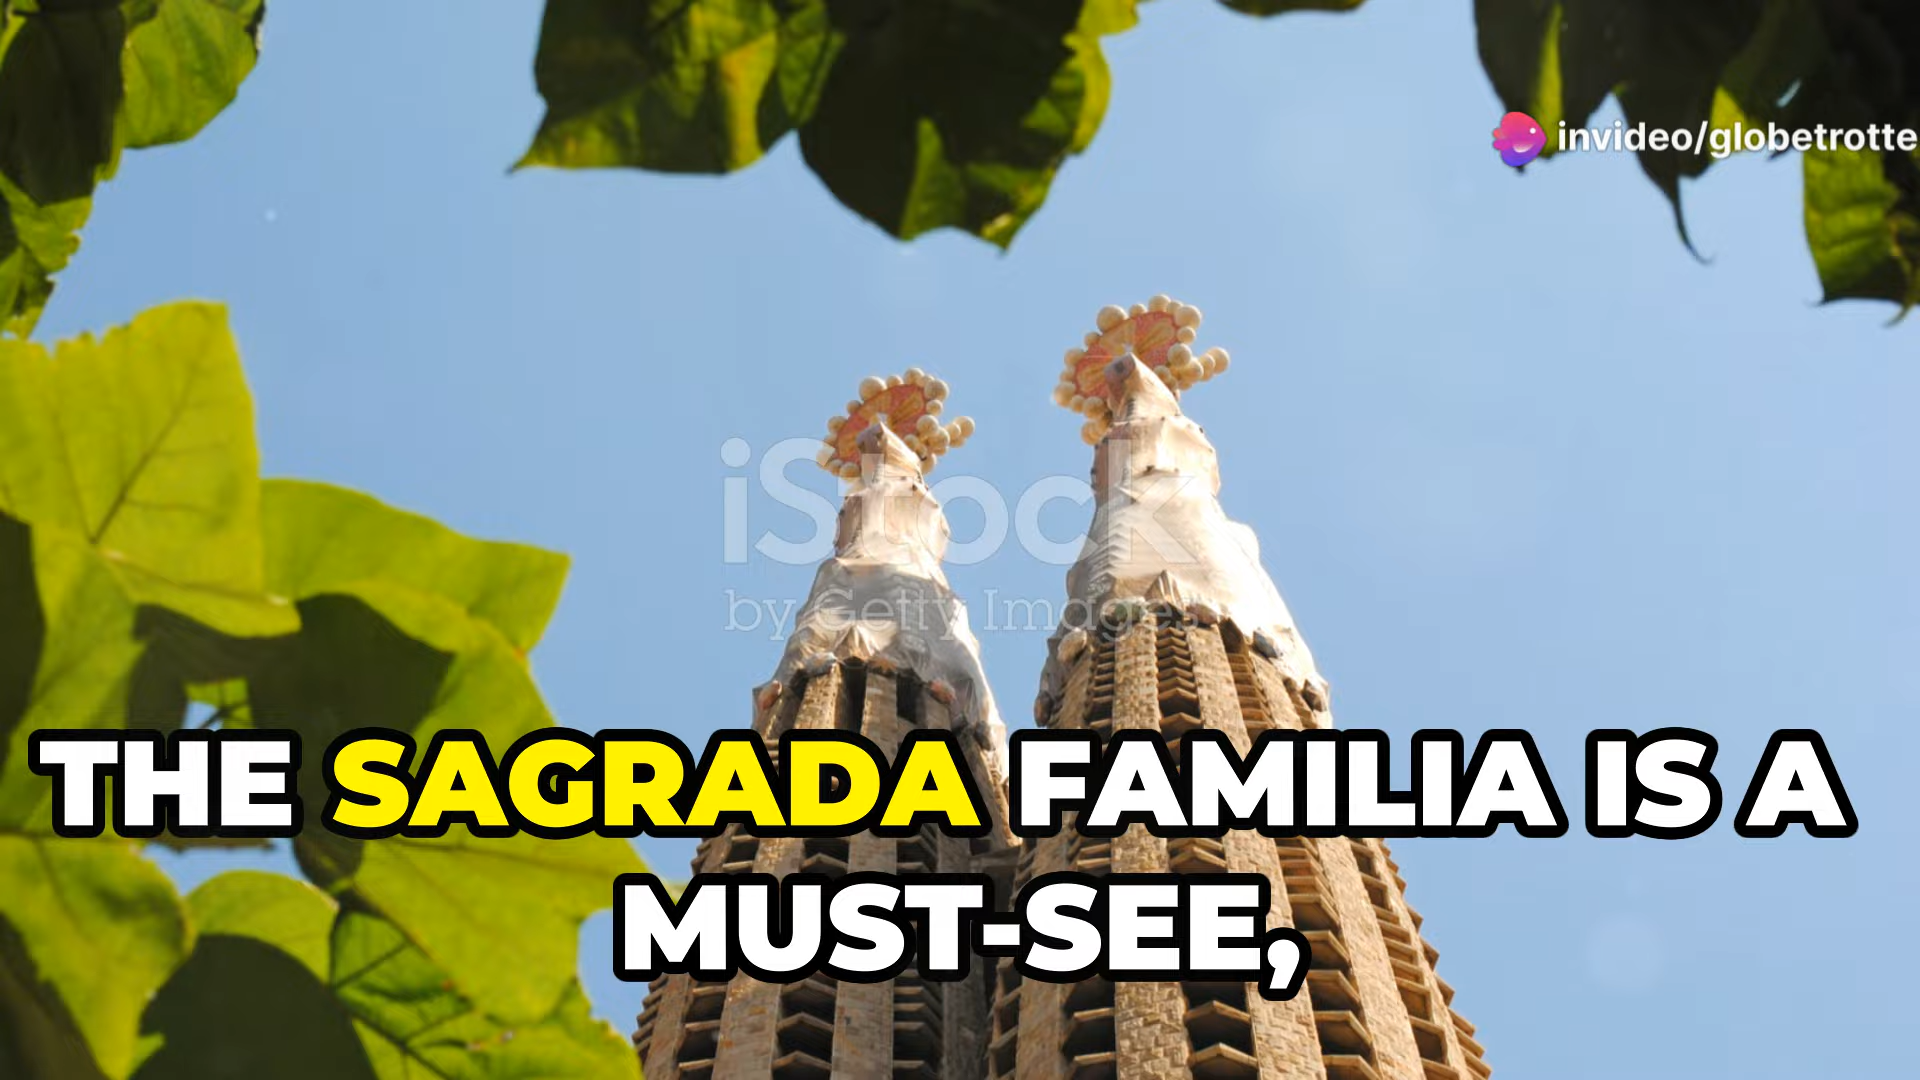 invideo/globetrotte
iStock
by Getty Images
THE SAGRADA FAMILIA IS A
MUST-SEE,